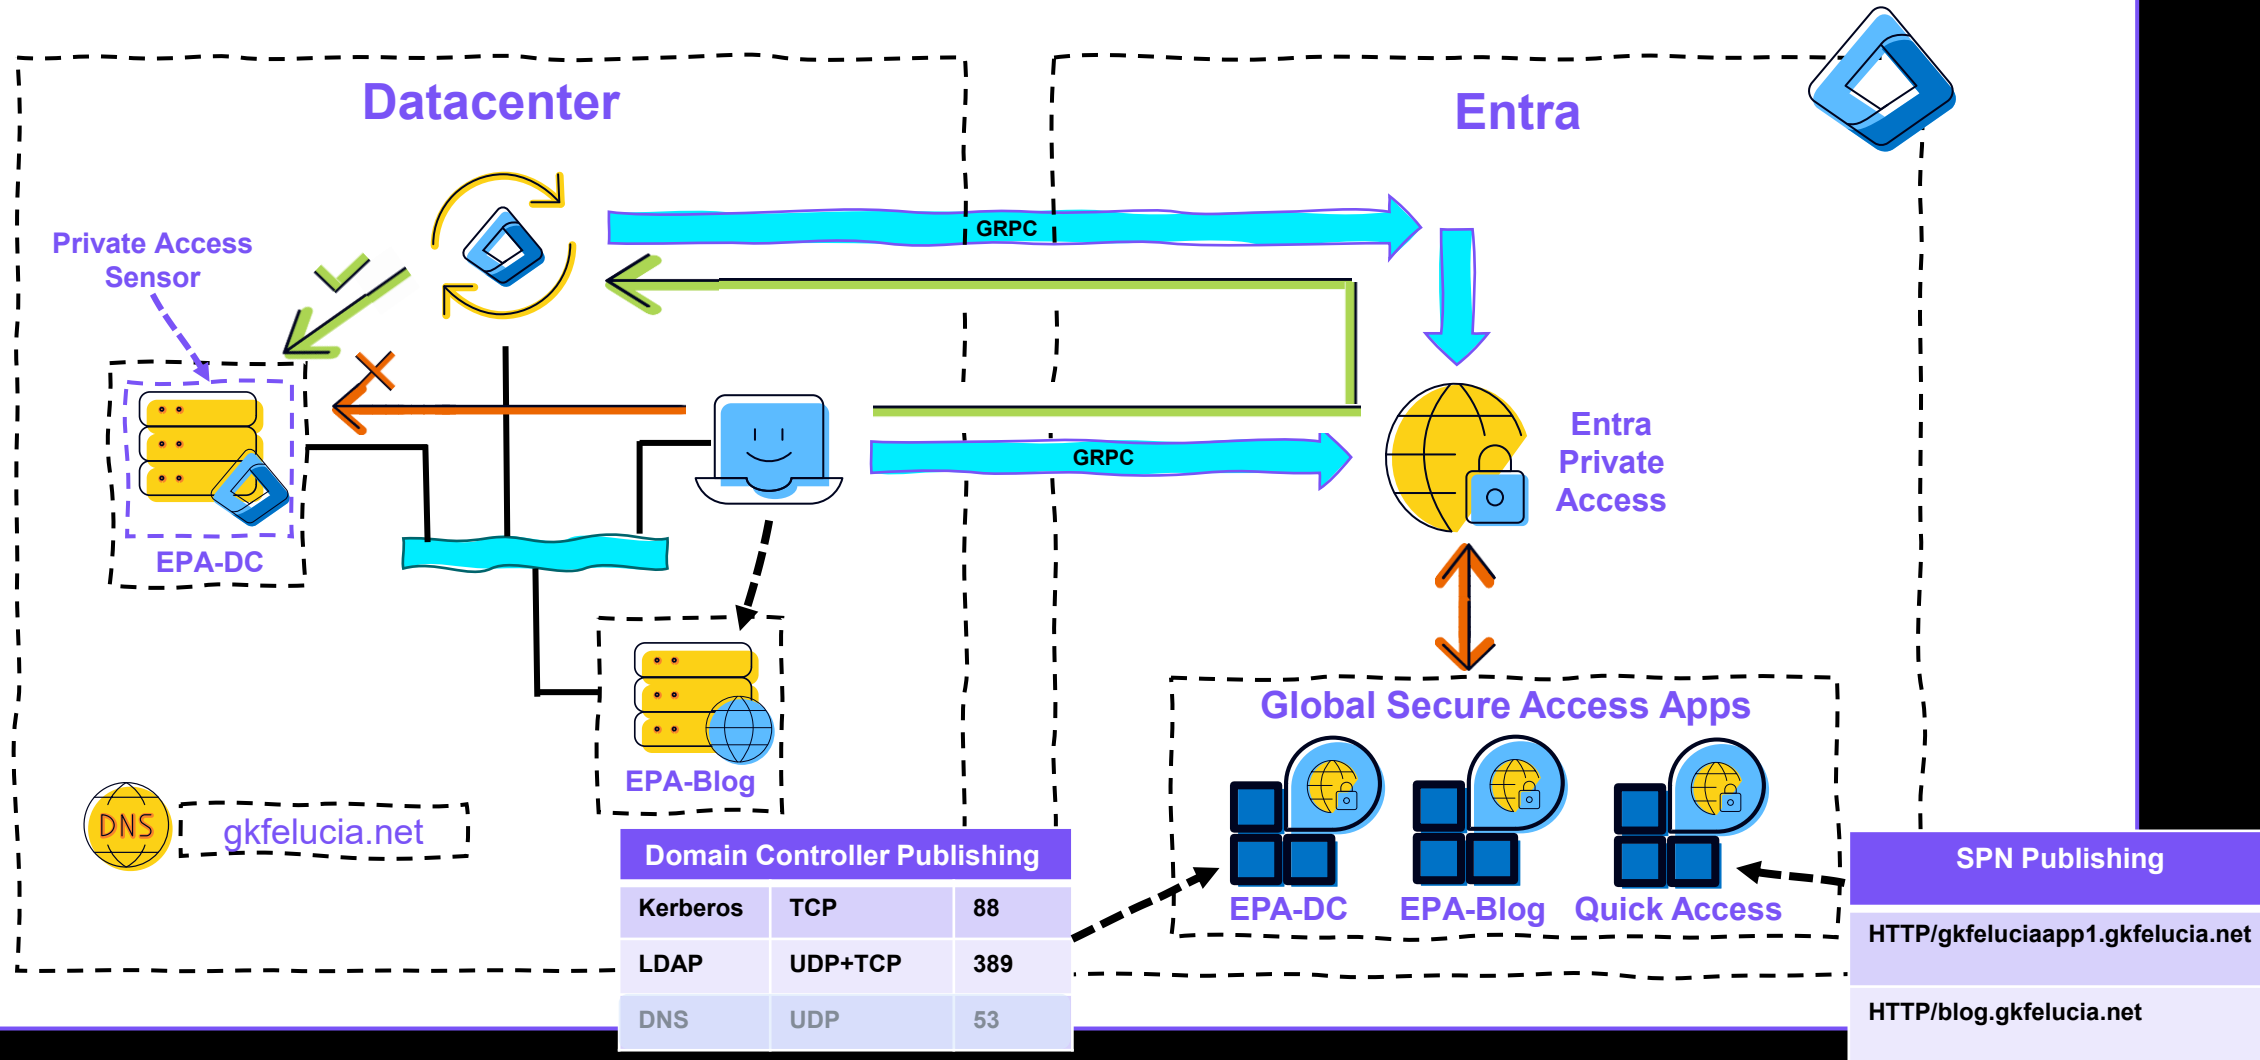 Datacenter
Entra
GRPC
Private Access
Sensor
Entra
Private
Access
GRPC
EPA-DC
Global Secure Access Apps
EPA-Blog
DNS
gkfelucia.net
EPA-DC
EPA-Blog
Quick Access
Domain Controller Publishing
Kerberos TCP 88
LDAP UDP+TCP 389
DNS UDP 53
SPN Publishing
HTTP/gkfeluciaapp1.gkfelucia.net
HTTP/blog.gkfelucia.net